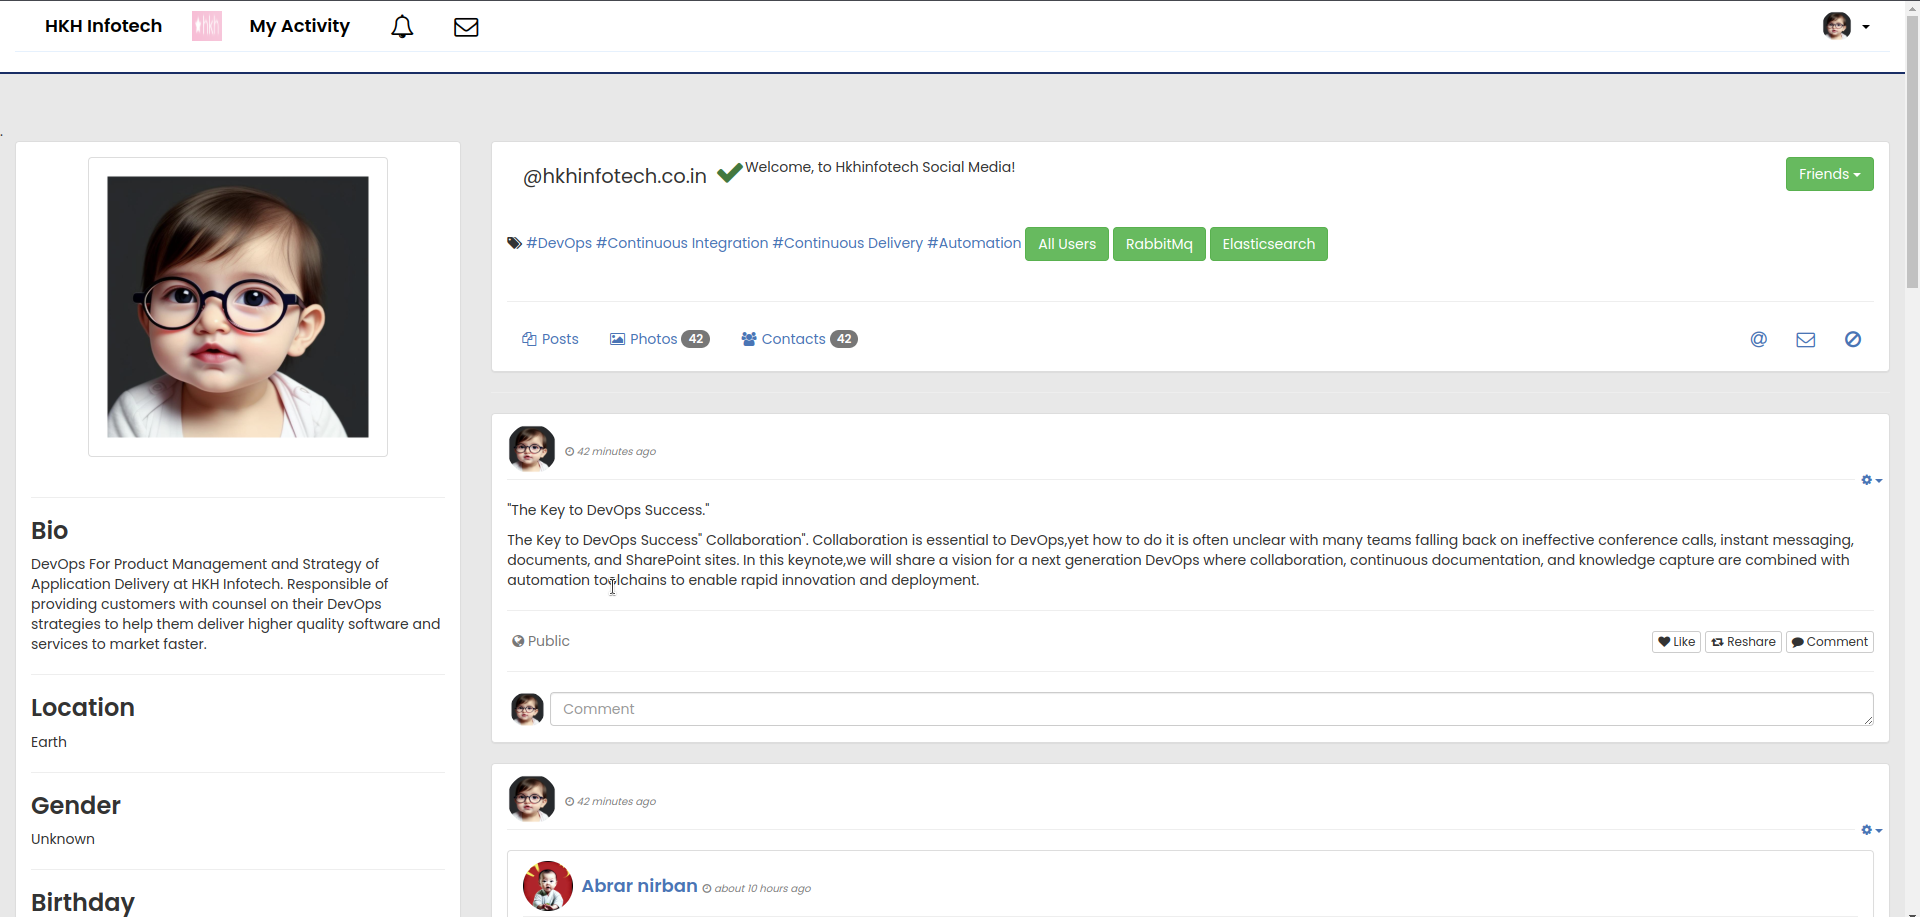 HKH Infotech
hkh
My Activity
.
@hkhinfotech.co.in
Welcome, to Hkhinfotech Social Media!
Friends
#DevOps #Continuous Integration #Continuous Delivery #Automation
All Users
RabbitMq
Elasticsearch
Posts
Photos 42
Contacts 42
@
Bio
DevOps For Product Management and Strategy of
Application Delivery at HKH Infotech. Responsible of
providing customers with counsel on their DevOps
strategies to help them deliver higher quality software and
services to market faster.
Location
Earth
Gender
Unknown
Birthday
42 minutes ago
"The Key to DevOps Success."
The Key to DevOps Success" Collaboration". Collaboration is essential to DevOps,yet how to do it is often unclear with many teams falling back on ineffective conference calls, instant messaging,
documents, and SharePoint sites. In this keynote,we will share a vision for a next generation DevOps where collaboration, continuous documentation, and knowledge capture are combined with
automation toolchains to enable rapid innovation and deployment.
Public
Like
Reshare
Comment
Comment
42 minutes ago
Abrar nirban about 10 hours ago